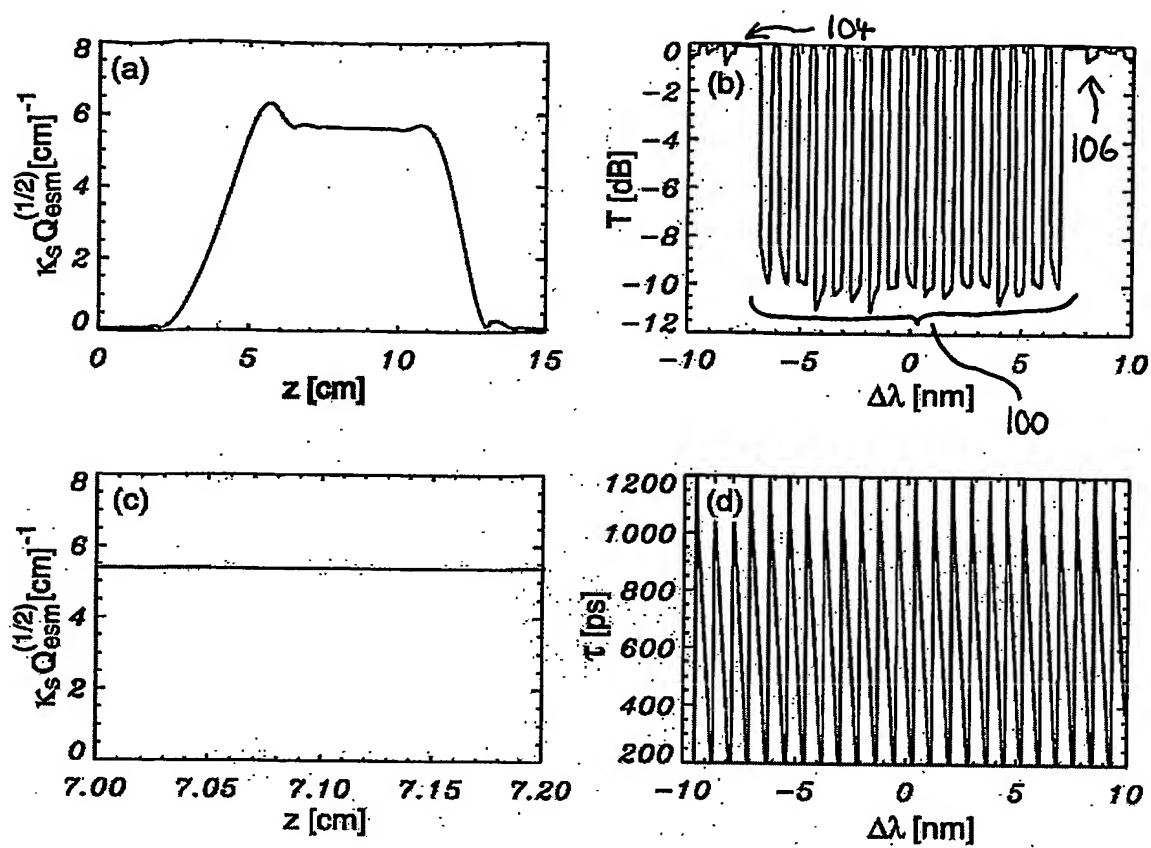 (a)
κs Q esm (1/2) [cm]-1
8
6
4
2
0
0 5 10 15
z [cm]
104
(b)
T [dB]
0
-2
-4
-6
-8
-10
-12
106
-10 -5 0 5 10
Δλ [nm]
100
(c)
κs Q esm (1/2) [cm]-1
8
6
4
2
0
7.00 7.05 7.10 7.15 7.20
z [cm]
(d)
τ [ps]
1200
1000
800
600
400
200
-10 -5 0 5 10
Δλ [nm]